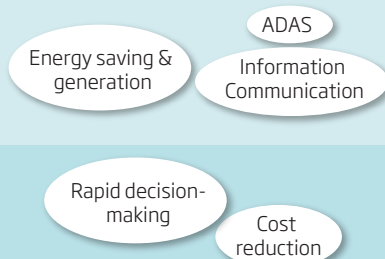 ADAS
Energy saving &
generation
Information
Communication
Rapid decision-
making
Cost
reduction